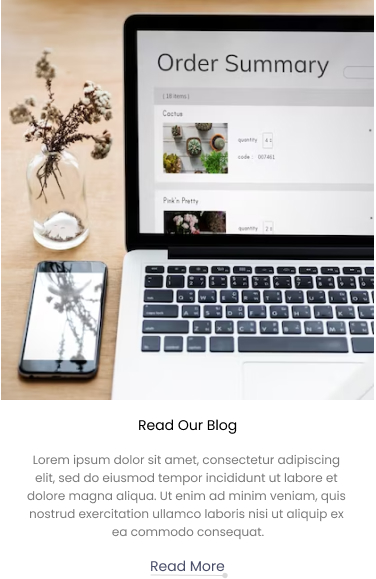 Order Summary
( 10 items )
Cactus
quantity
code : 007461
Pink'n Pretty
quantity
Read Our Blog
Lorem ipsum dolor sit amet, consectetur adipiscing
elit, sed do eiusmod tempor incididunt ut labore et
dolore magna aliqua. Ut enim ad minim veniam, quis
nostrud exercitation ullamco laboris nisi ut aliquip ex
ea commodo consequat.
Read More